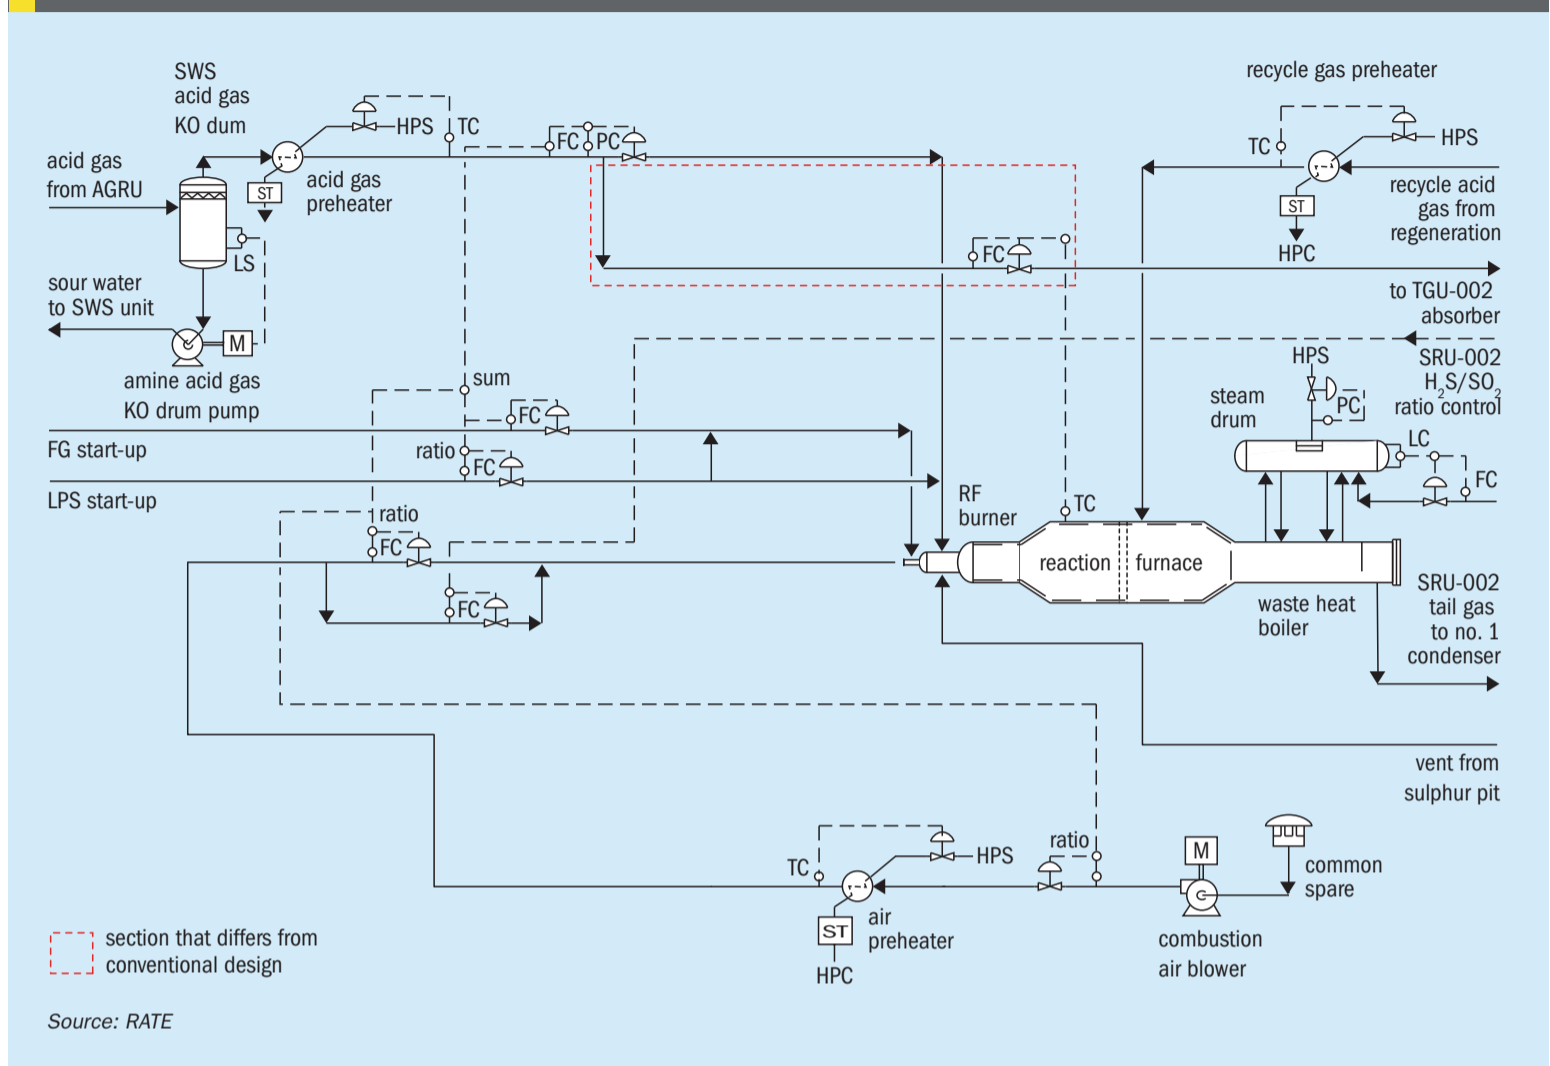 SWS
acid gas
KO dum
HPS
TC
FC
PC
recycle gas preheater
TC
HPS
acid gas
from AGRU
ST
acid gas
preheater
ST
recycle acid
gas from
regeneration
LS
FC
HPC
sour water
to SWS unit
to TGU-002
absorber
M
HPS
SRU-002
H2S/SO2
ratio control
amine acid gas
KO drum pump
sum
steam
drum
PC
FC
LC
FG start-up
ratio
FC
FC
LPS start-up
RF
burner
TC
ratio
FC
reaction
furnace
FC
waste heat
boiler
SRU-002
tail gas
to no. 1
condenser
vent from
sulphur pit
TC
HPS
ratio
M
common
spare
ST
air
preheater
HPC
combustion
air blower
section that differs from
conventional design
Source: RATE